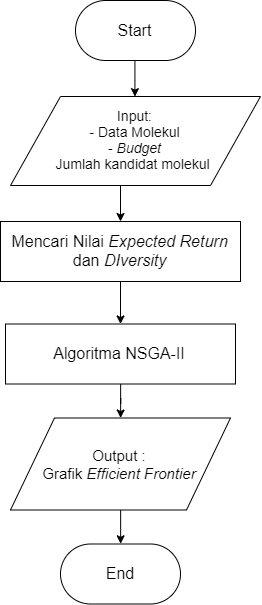 Start
Input:
- Data Molekul
- Budget
Jumlah kandidat molekul
Mencari Nilai Expected Return
dan DIversity
Algoritma NSGA-II
Output :
Grafik Efficient Frontier
End